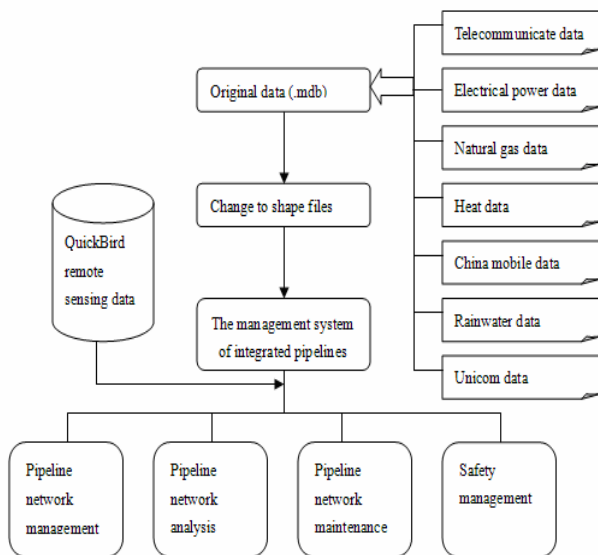 Telecommunicate data
Original data (.mdb)
Electrical power data
Natural gas data
Change to shape files
Heat data
QuickBird
remote
sensing data
China mobile data
The management system
of integrated pipelines
Rainwater data
Unicom data
Pipeline
network
management
Pipeline
network
analysis
Pipeline
network
maintenance
Safety
management